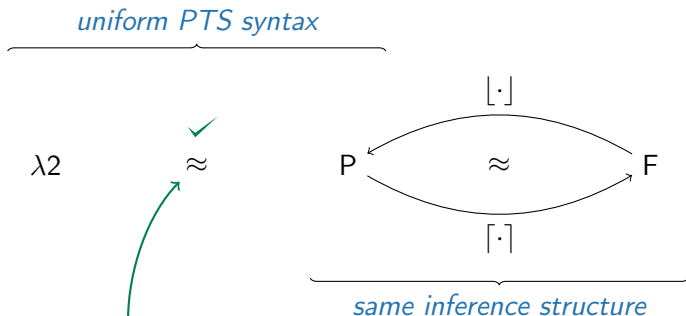 uniform PTS syntax
⌊·⌋
✓
λ2 ≈ P ≈ F
⌈·⌉
same inference structure